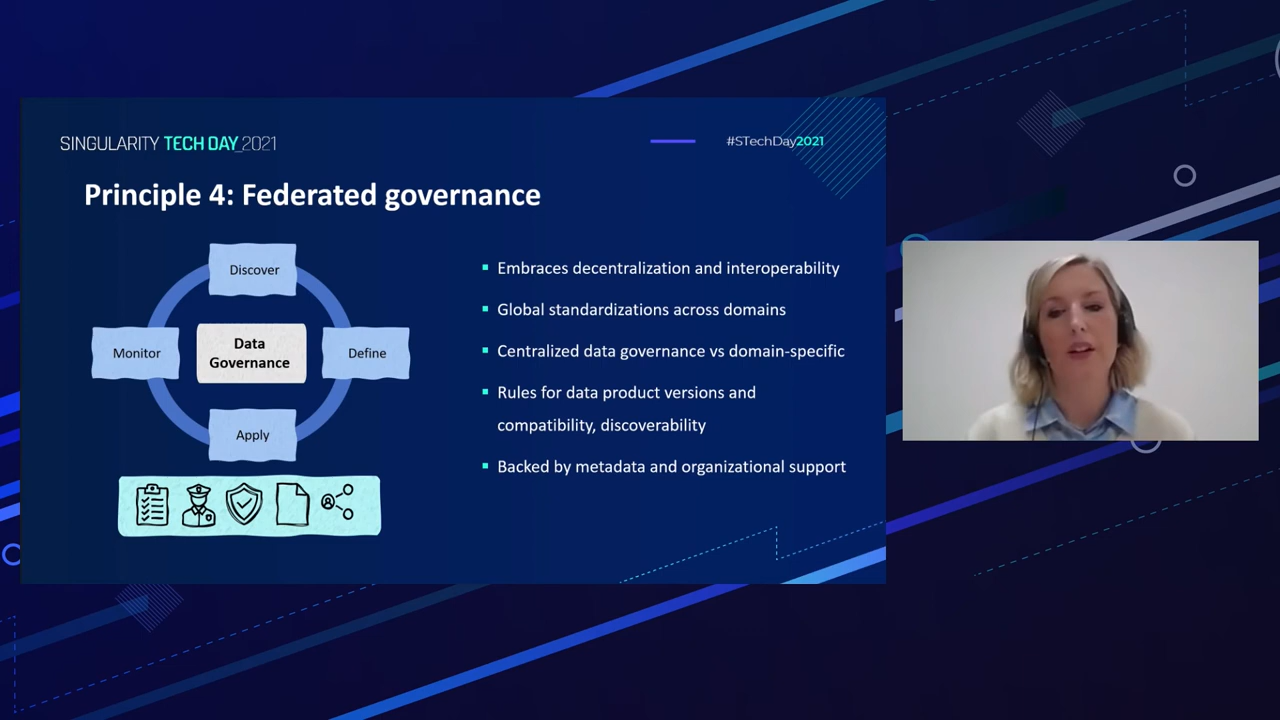 SINGULARITY TECH DAY_2021
#STechDay2021
Principle 4: Federated governance
Discover
Monitor
Data
Governance
Define
Apply
Embraces decentralization and interoperability
Global standardizations across domains
Centralized data governance vs domain-specific
Rules for data product versions and
compatibility, discoverability
Backed by metadata and organizational support